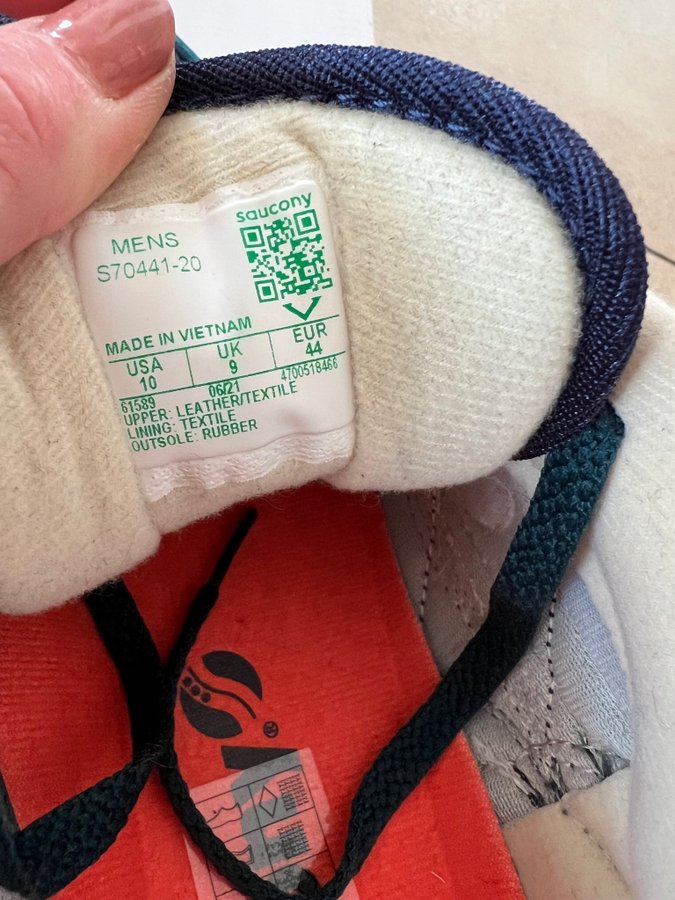 saucony
MENS
S70441-20
MADE IN VIETNAM
USA UK EUR
10 9 44
61589 06/21 4700518466
UPPER: LEATHER/TEXTILE
LINING: TEXTILE
OUTSOLE: RUBBER
®